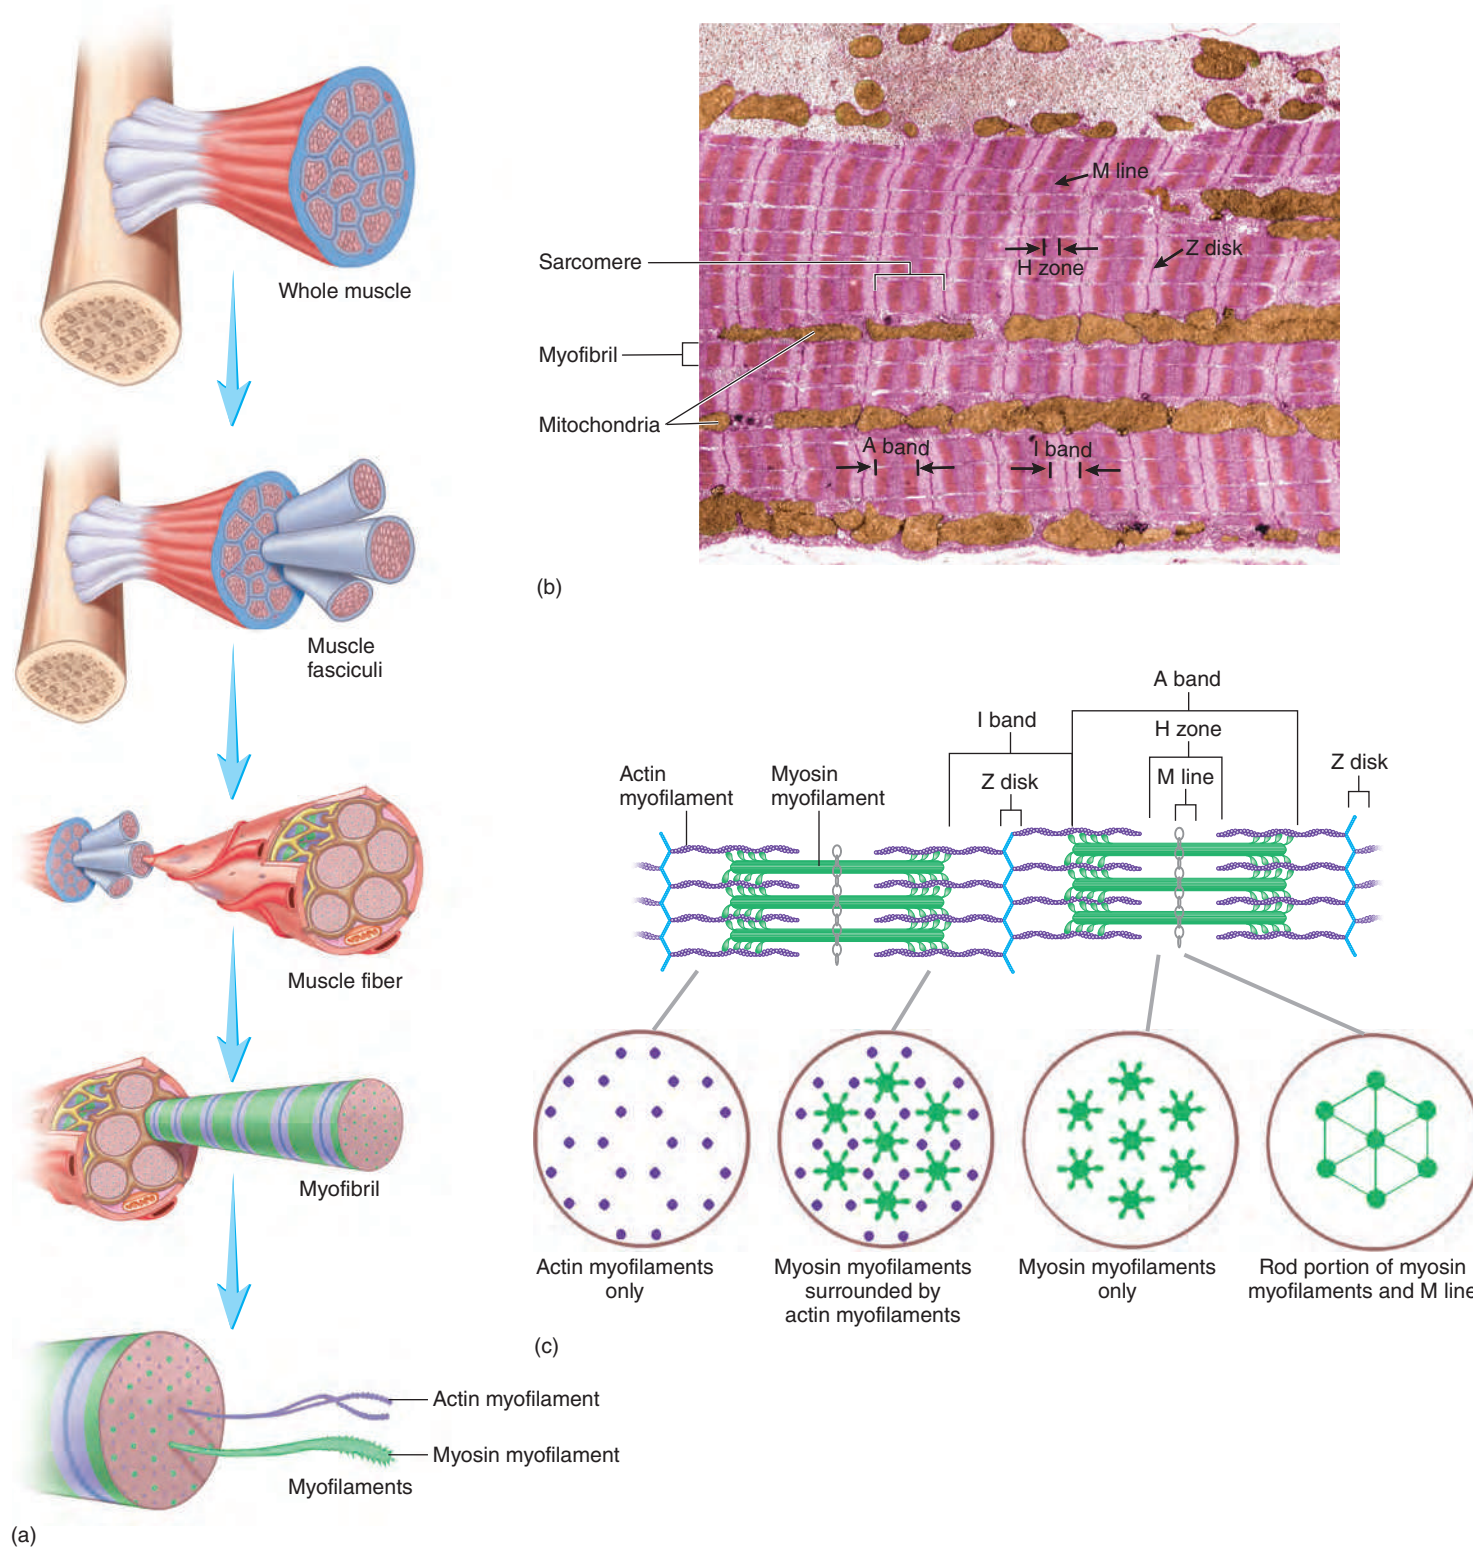 Whole muscle
Muscle
fasciculi
Muscle fiber
Myofibril
Actin myofilament
Myosin myofilament
Myofilaments
(a)
M line
Z disk
H zone
Sarcomere
Myofibril
Mitochondria
A band
I band
(b)
A band
I band
H zone
Z disk
M line
Z disk
Actin
myofilament
Myosin
myofilament
Actin myofilaments
only
Myosin myofilaments
surrounded by
actin myofilaments
Myosin myofilaments
only
Rod portion of myosin
myofilaments and M line
(c)